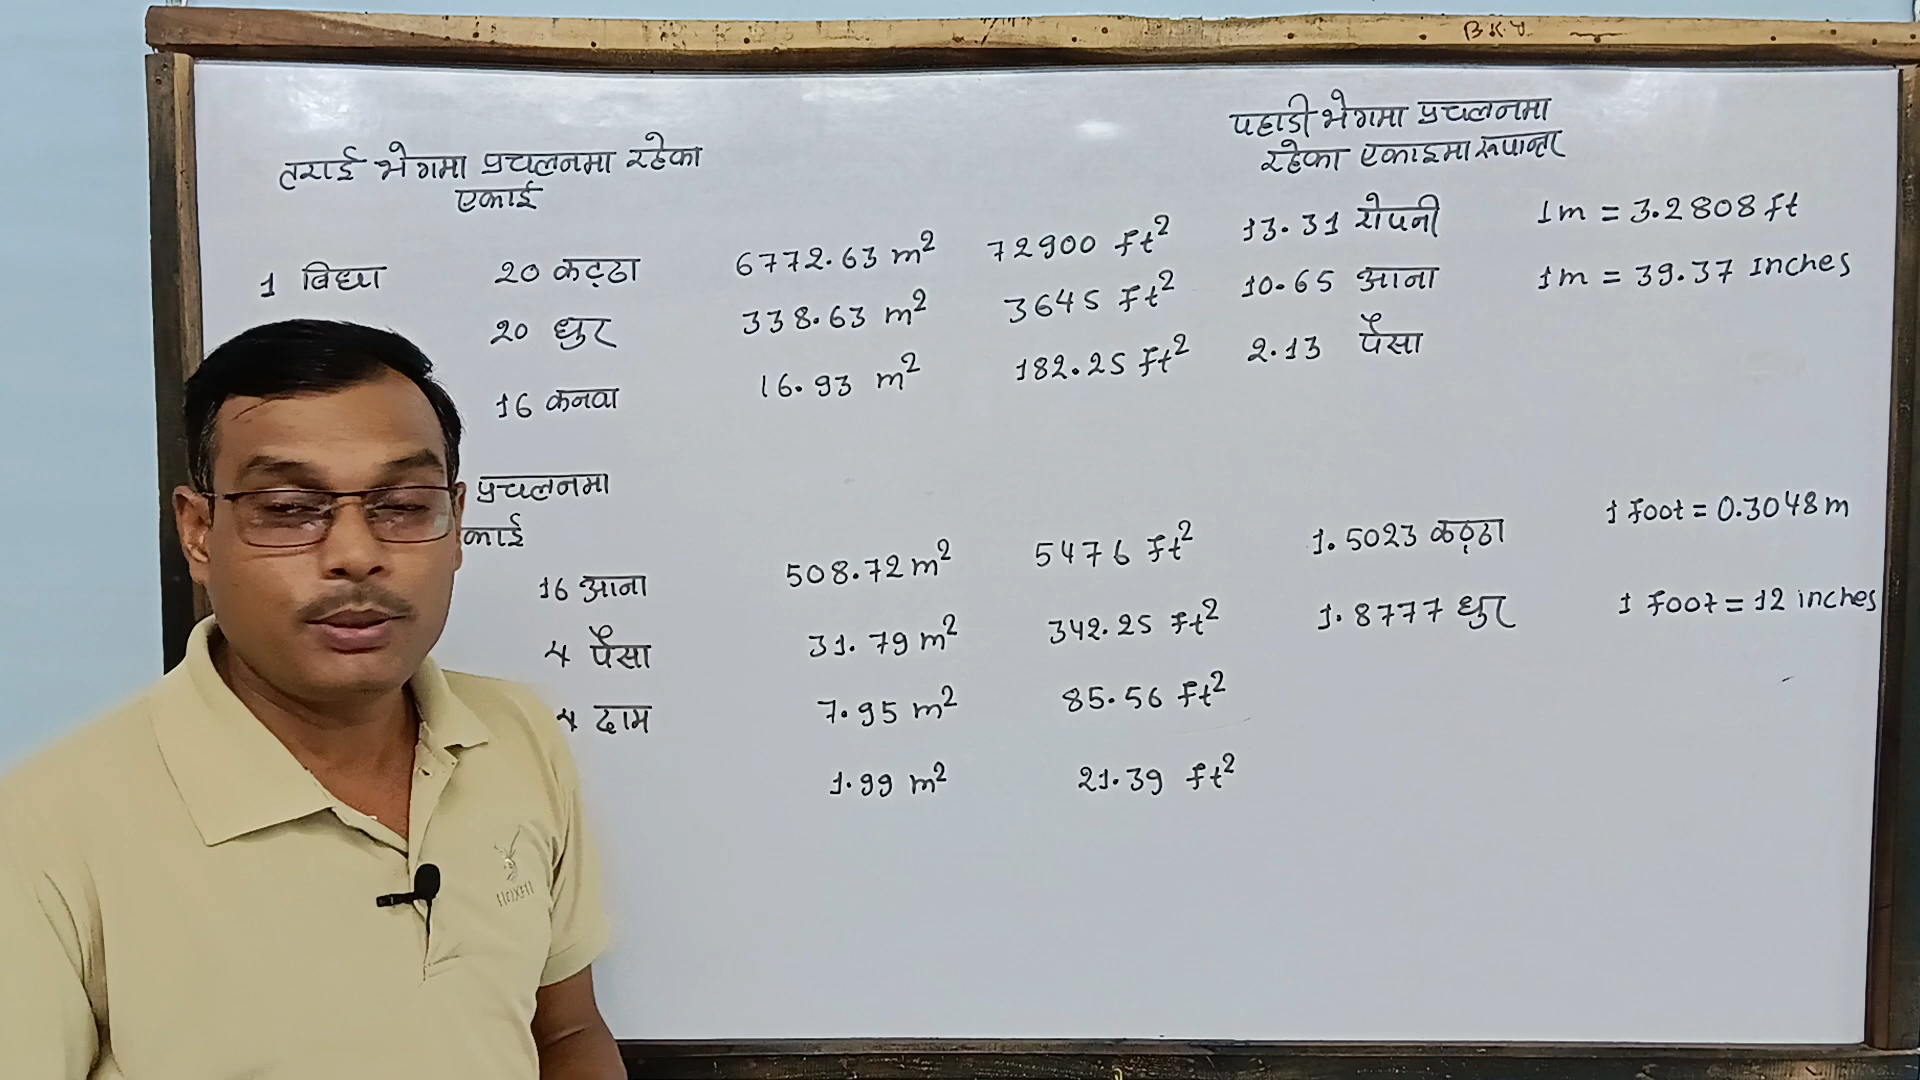 B.K.Y.
तराई भेगमा प्रचलनमा रहेका
एकाई
पहाडी भेगमा प्रचलनमा
रहेका एकाइमा रूपान्तर
1 विघा 20 कट्ठा 6772.63 m² 72900 ft² 13.31 रोपनी 1m = 3.2808 ft
20 धुर 338.63 m² 3645 ft² 10.65 आना 1m = 39.37 Inches
16 कनवा 16.93 m² 182.25 ft² 2.13 पैसा
प्रचलनमा
काई
16 आना 508.72 m² 5476 ft² 1.5023 कठ्ठा 1 foot = 0.3048 m
4 पैसा 31.79 m² 342.25 ft² 1.8777 धुर 1 foot = 12 inches
4 दाम 7.95 m² 85.56 ft²
1.99 m² 21.39 ft²